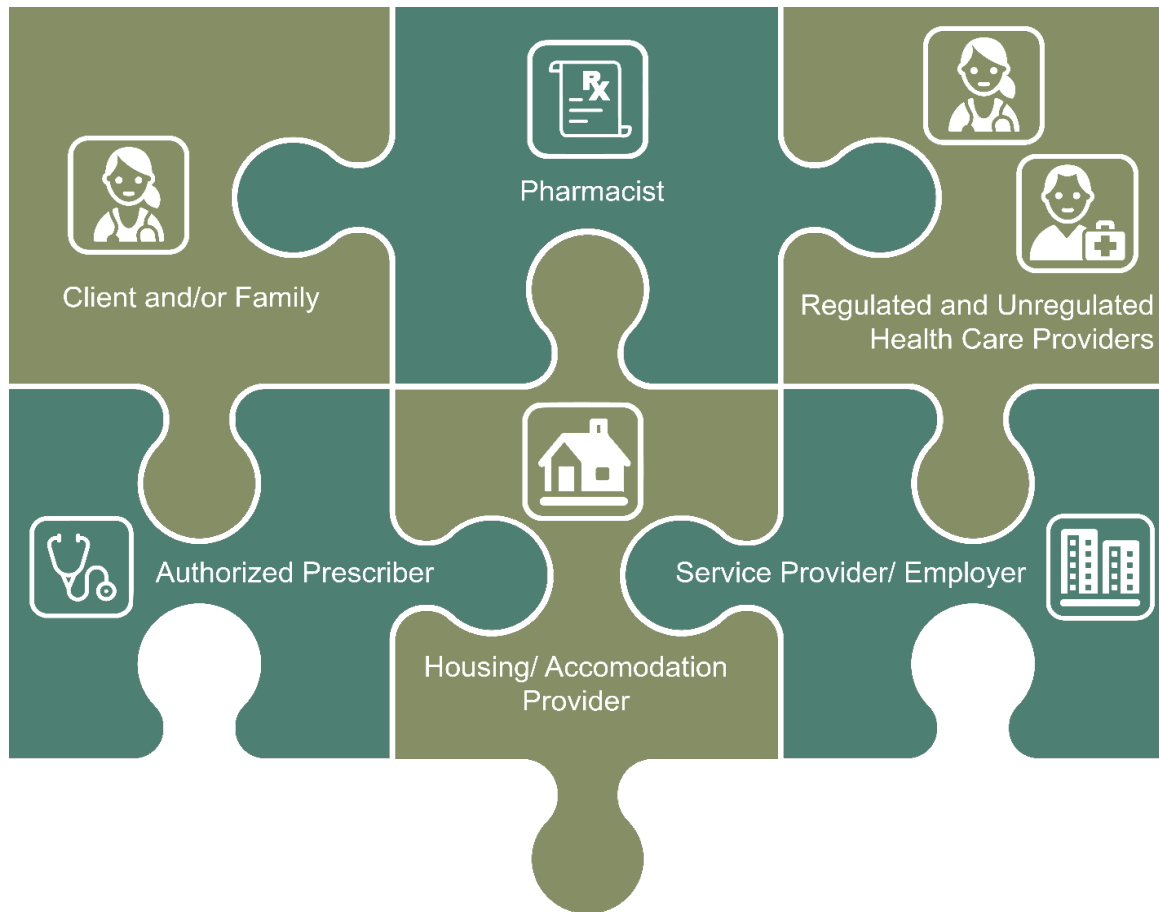 RX
Pharmacist
Client and/or Family
Regulated and Unregulated
Health Care Providers
Authorized Prescriber
Service Provider/ Employer
Housing/ Accomodation
Provider